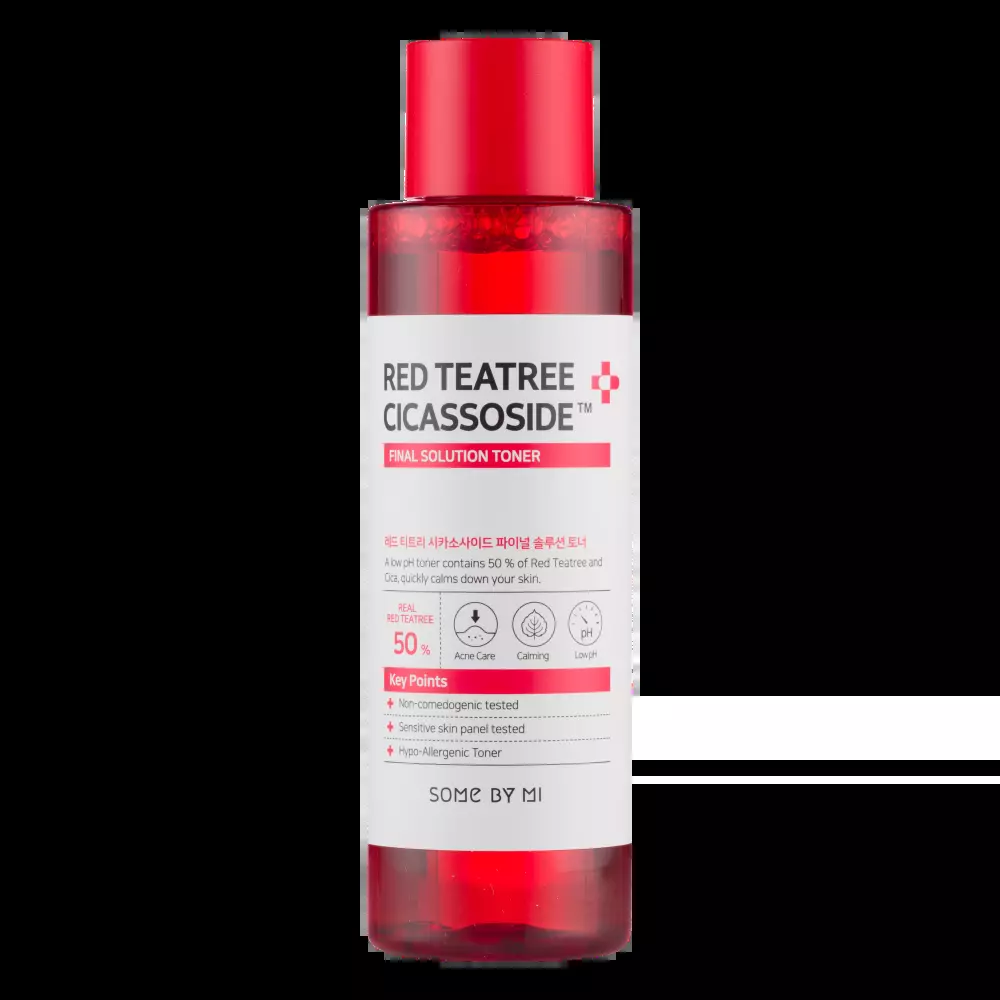 RED TEATREE
CICASSOSIDE™
FINAL SOLUTION TONER
레드 티트리 시카소사이드 파이널 솔루션 토너
A low pH toner contains 50 % of Red Teatree and
Cica, quickly calms down your skin.
REAL
RED TEATREE
50 %
pH
Acne Care
Calming
Low pH
Key Points
Non-comedogenic tested
Sensitive skin panel tested
Hypo-Allergenic Toner
SOME BY MI